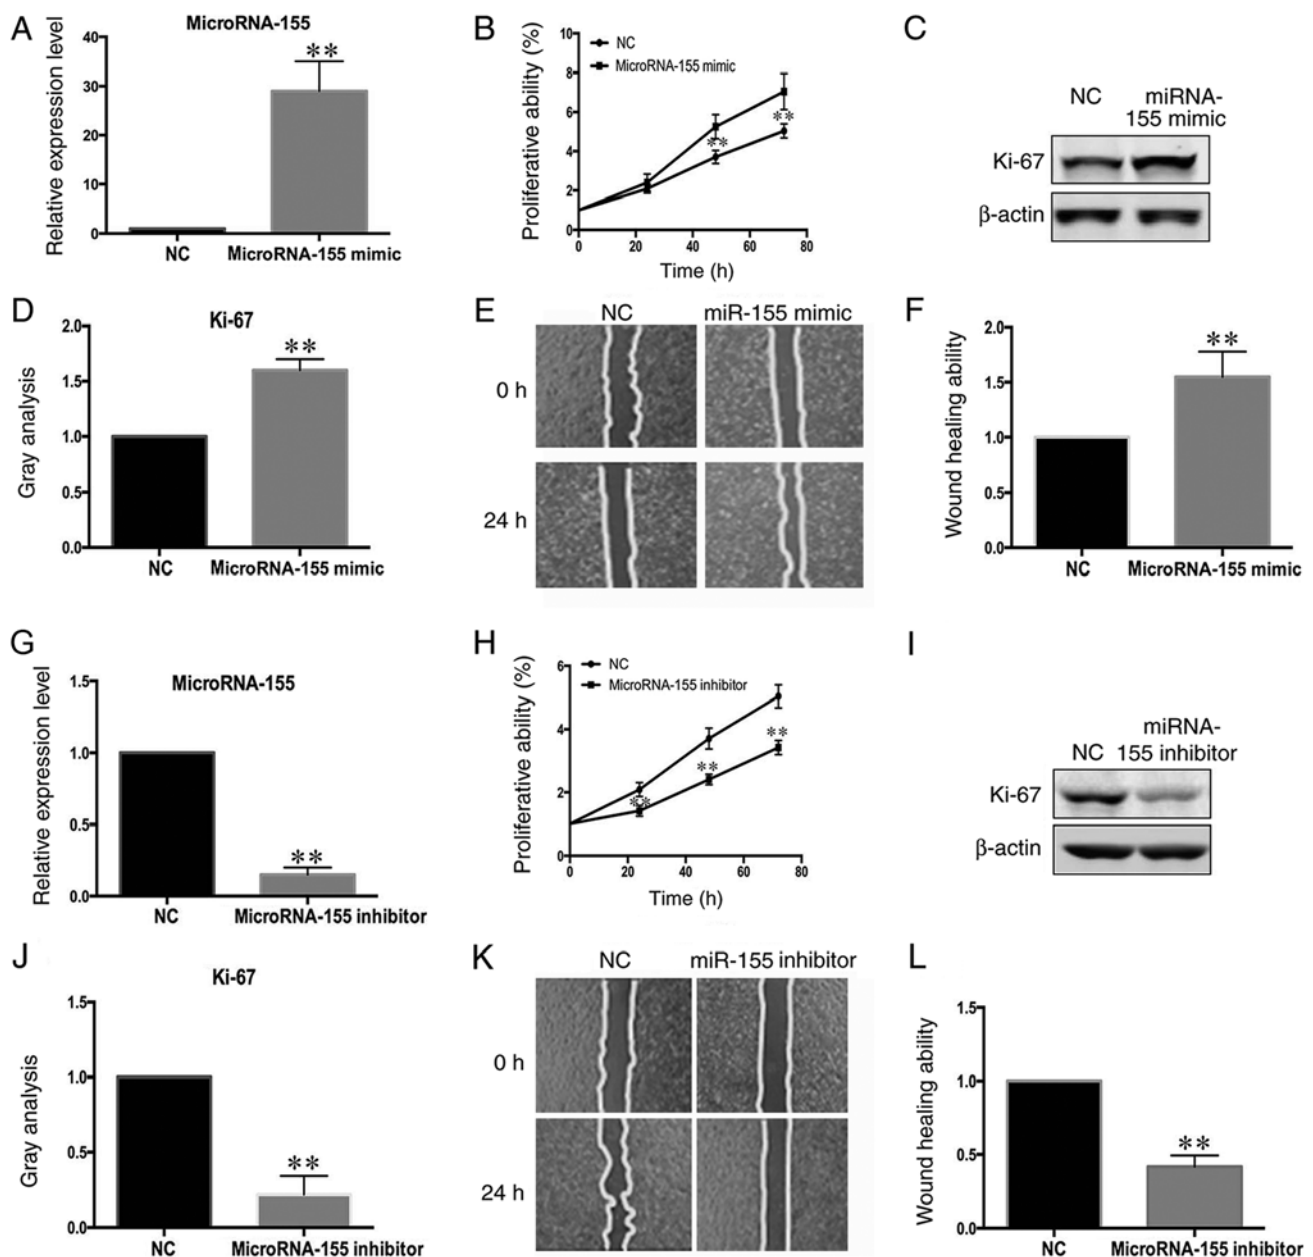 A
MicroRNA-155
Relative expression level
40
30
20
10
0
**
NC
MicroRNA-155 mimic
B
Proliferative ability (%)
10
8
6
4
2
0
NC
MicroRNA-155 mimic
**
**
0
20
40
60
80
Time (h)
C
NC
miRNA-
155 mimic
Ki-67
β-actin
D
Ki-67
Gray analysis
2.0
1.5
1.0
0.5
0.0
**
NC
MicroRNA-155 mimic
E
NC
miR-155 mimic
0 h
24 h
F
Wound healing ability
2.0
1.5
1.0
0.5
0.0
**
NC
MicroRNA-155 mimic
G
MicroRNA-155
Relative expression level
1.5
1.0
0.5
0.0
**
NC
MicroRNA-155 inhibitor
H
Proliferative ability (%)
6
4
2
0
NC
MicroRNA-155 inhibitor
**
**
**
0
20
40
60
80
Time (h)
I
NC
miRNA-
155 inhibitor
Ki-67
β-actin
J
Ki-67
Gray analysis
1.5
1.0
0.5
0.0
**
NC
MicroRNA-155 inhibitor
K
NC
miR-155 inhibitor
0 h
24 h
L
Wound healing ability
1.5
1.0
0.5
0.0
**
NC
MicroRNA-155 inhibitor